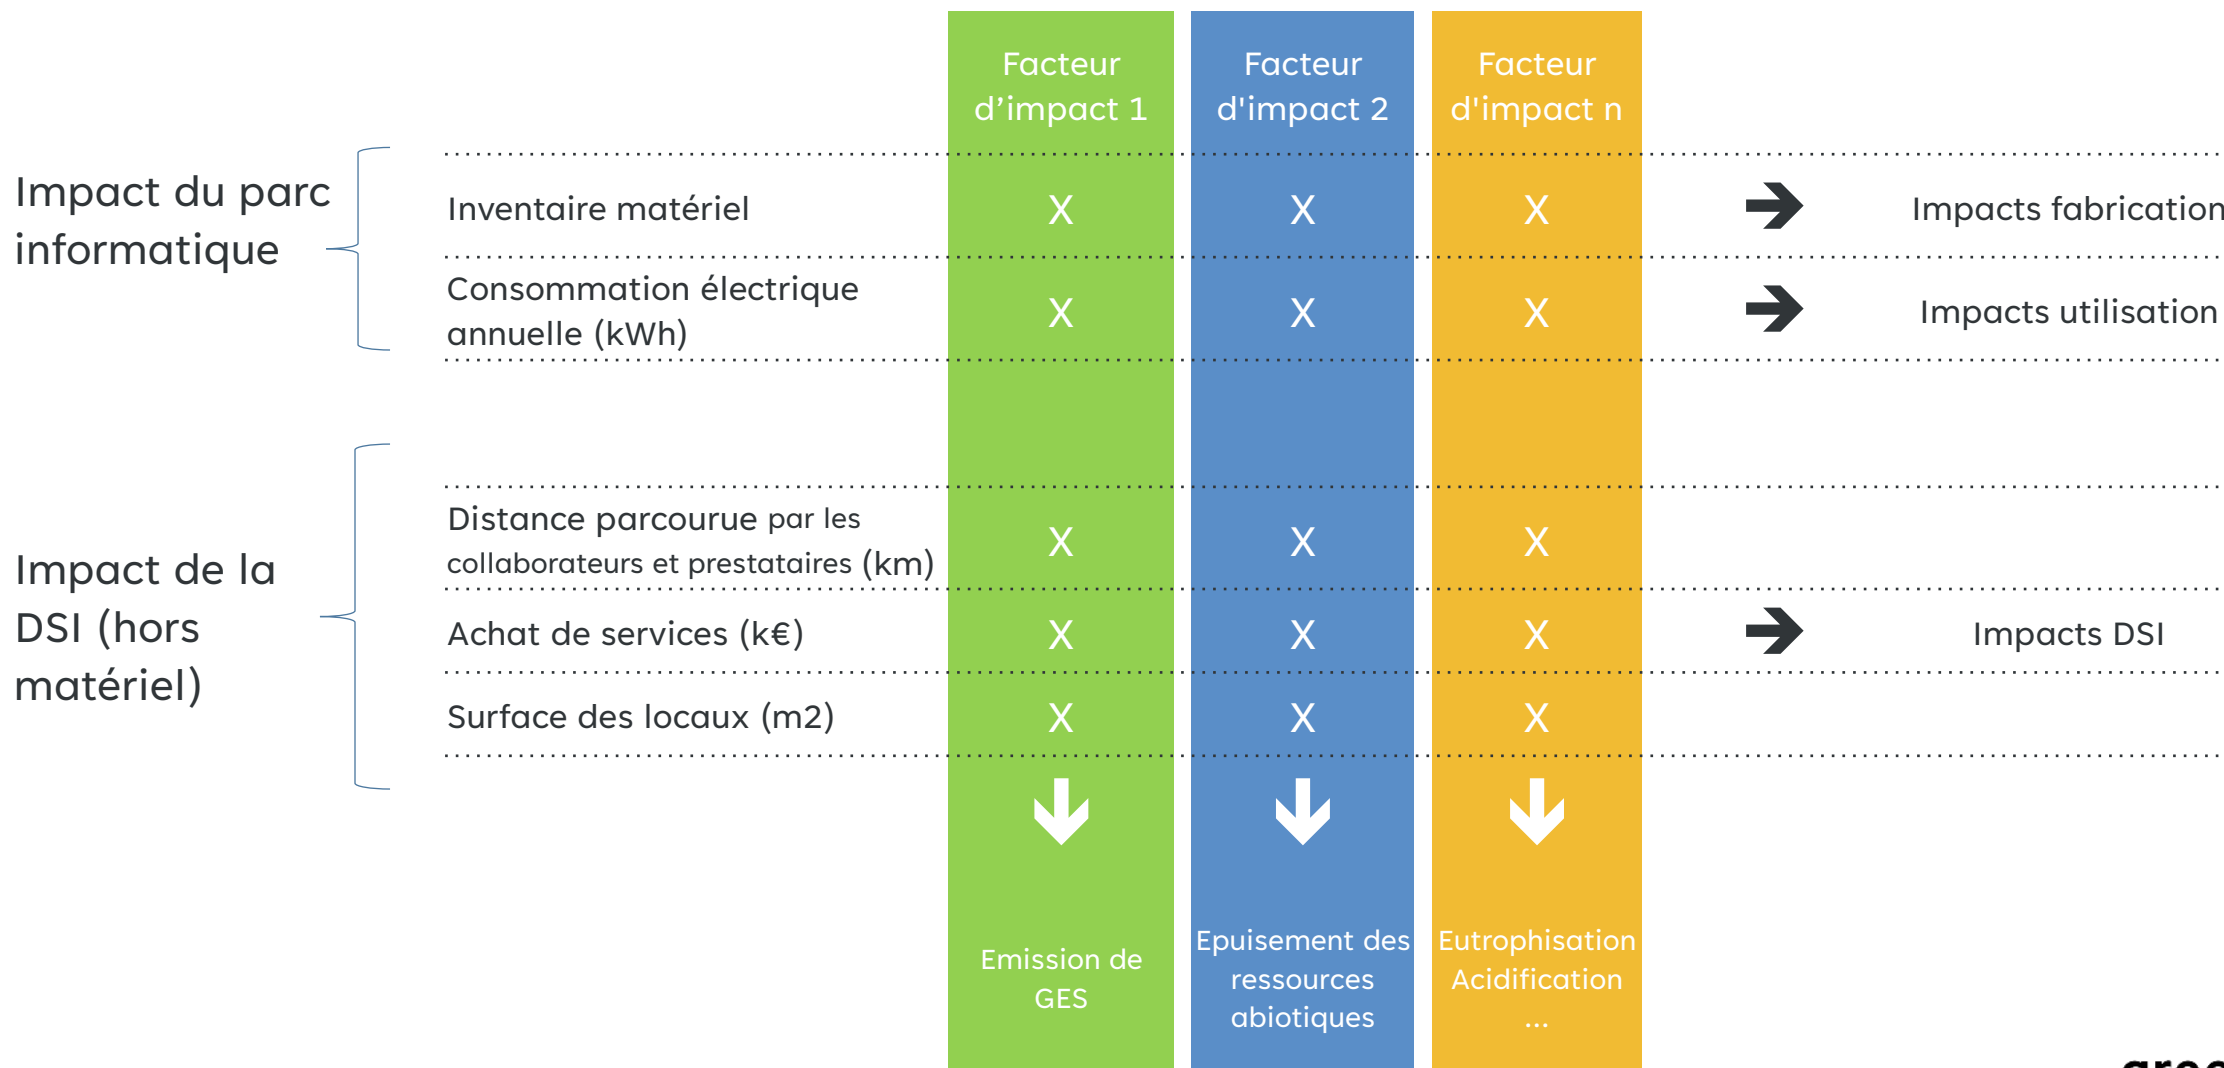 Facteur
d’impact 1
Facteur
d'impact 2
Facteur
d'impact n
Impact du parc
informatique
Inventaire matériel
X
X
X
Impacts fabrication
Consommation électrique
annuelle (kWh)
X
X
X
Impacts utilisation
Impact de la
DSI (hors
matériel)
Distance parcourue par les
collaborateurs et prestataires (km)
X
X
X
Achat de services (k€)
X
X
X
Impacts DSI
Surface des locaux (m2)
X
X
X
Emission de
GES
Epuisement des
ressources
abiotiques
Eutrophisation
Acidification
...